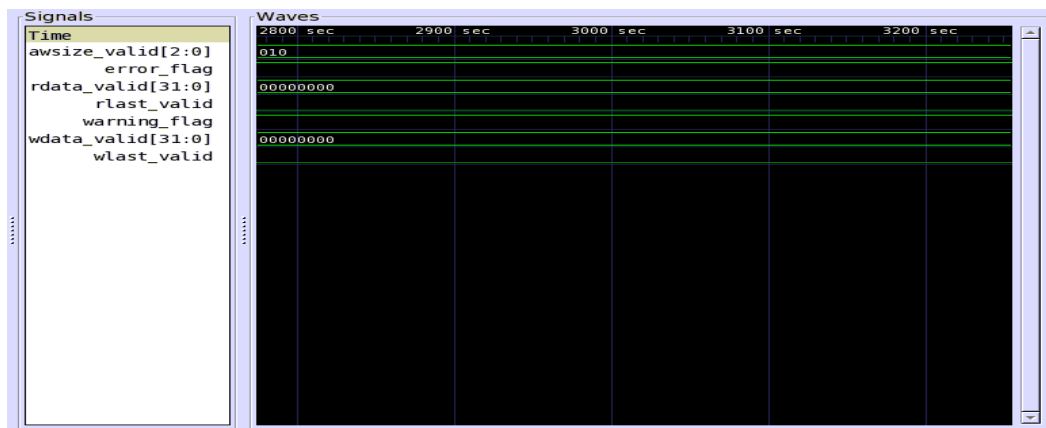 Signals
Time
awsize_valid[2:0]
error_flag
rdata_valid[31:0]
rlast_valid
warning_flag
wdata_valid[31:0]
wlast_valid
Waves
2800 sec 2900 sec 3000 sec 3100 sec 3200 sec
010
00000000
00000000